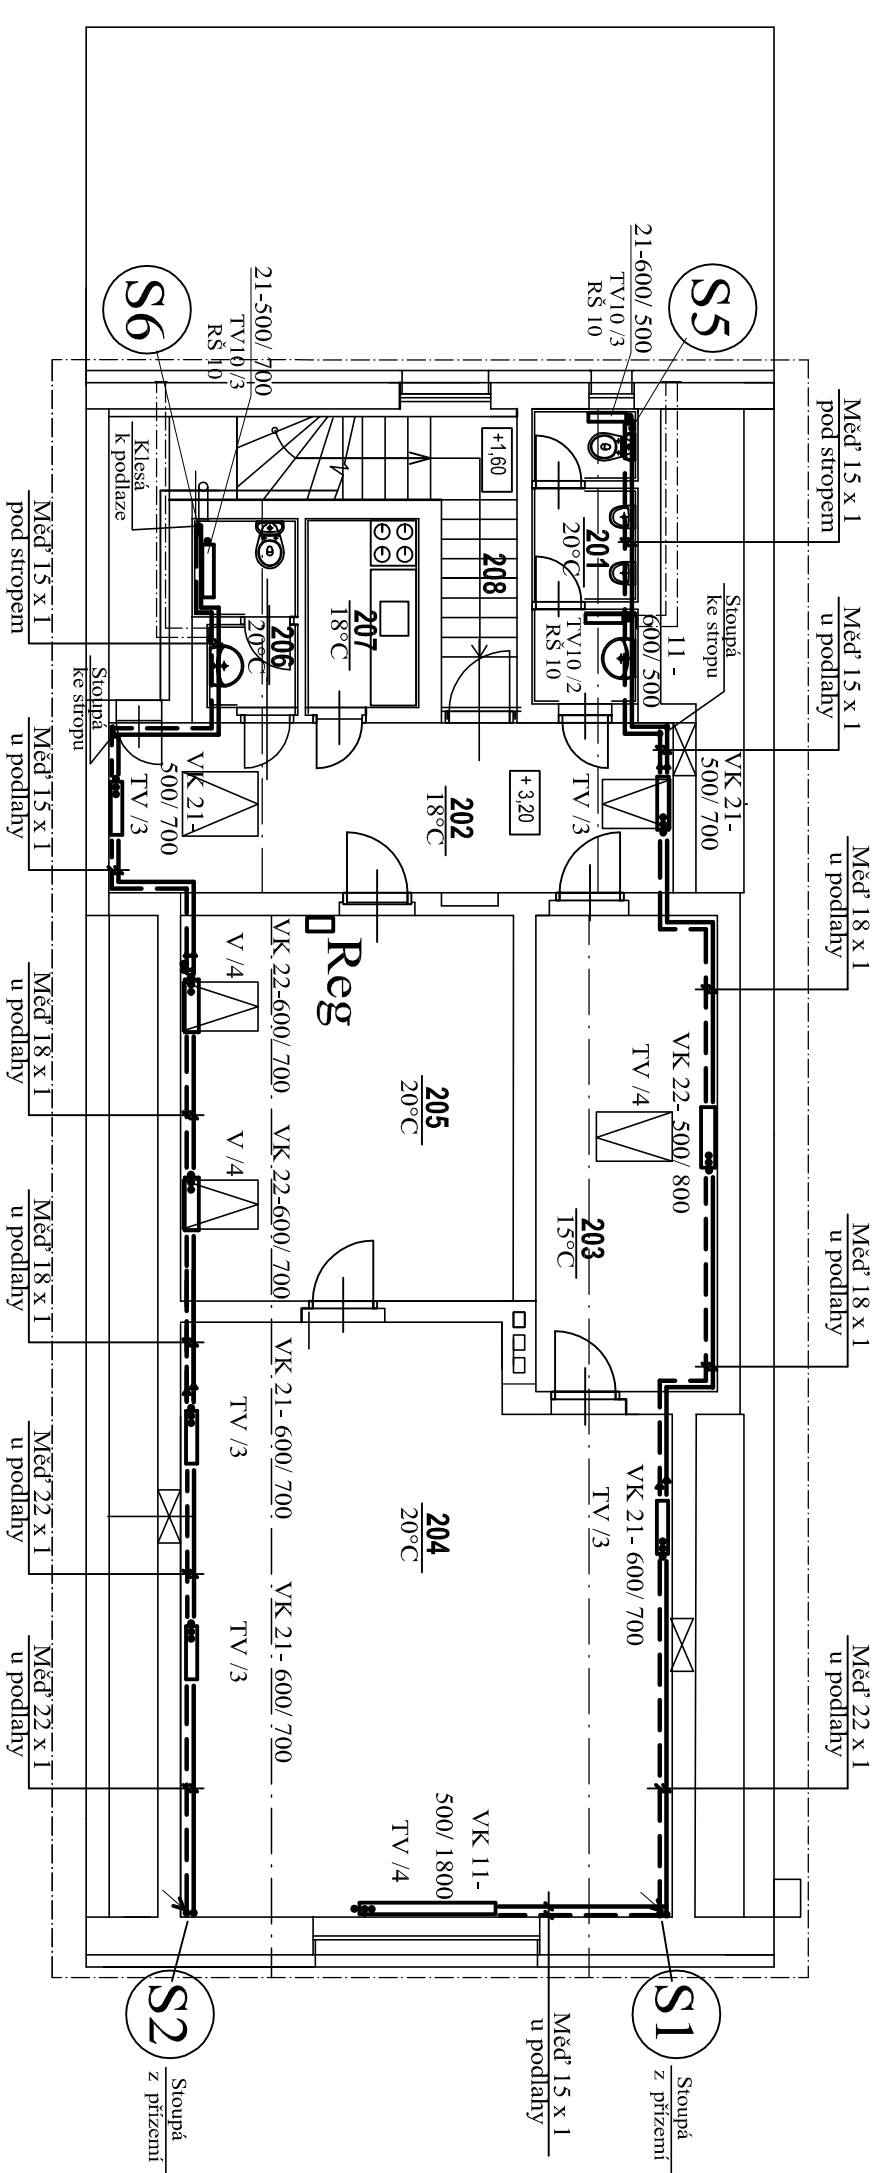 Měď 15 x 1
pod stropem
Měď 15 x 1
u podlahy
Měď 18 x 1
u podlahy
Měď 18 x 1
u podlahy
Měď 22 x 1
u podlahy
S5
21-600/ 500
TV10 /3
RŠ 10
Stoupá
ke stropu
11 -
600/ 500
TV10 /2
RŠ 10
VK 21-
500/ 700
TV /3
VK 22- 500/ 800
TV /4
VK 21- 600/ 700
TV /3
S1
Stoupá
z přízemí
201
20°C
+1,60
208
+ 3,20
202
18°C
203
15°C
205
20°C
204
20°C
VK 11-
500/ 1800
TV /4
Měď 15 x 1
u podlahy
207
18°C
206
20°C
Reg
21-500/ 700
TV10 /3
RŠ 10
S6
Klesá
k podlaze
Stoupá
ke stropu
VK 21-
500/ 700
TV /3
VK 22-600/ 700
V /4
VK 22-600/ 700
V /4
VK 21- 600/ 700
TV /3
VK 21- 600/ 700
TV /3
S2
Stoupá
z přízemí
Měď 15 x 1
pod stropem
Měď 15 x 1
u podlahy
Měď 18 x 1
u podlahy
Měď 18 x 1
u podlahy
Měď 22 x 1
u podlahy
Měď 22 x 1
u podlahy